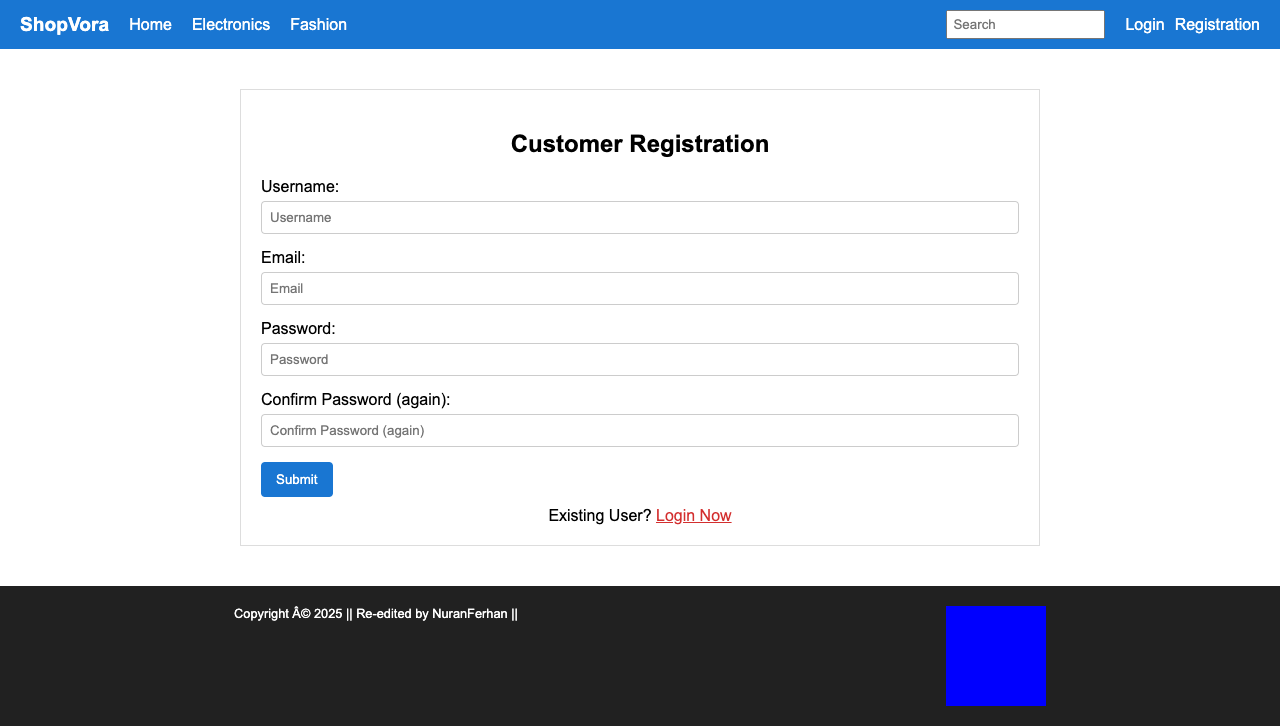 ShopVora Home Electronics Fashion Search Login Registration
Customer Registration
Username:
Username
Email:
Email
Password:
Password
Confirm Password (again):
Confirm Password (again)
Submit
Existing User? Login Now
Copyright Â© 2025 || Re-edited by NuranFerhan ||